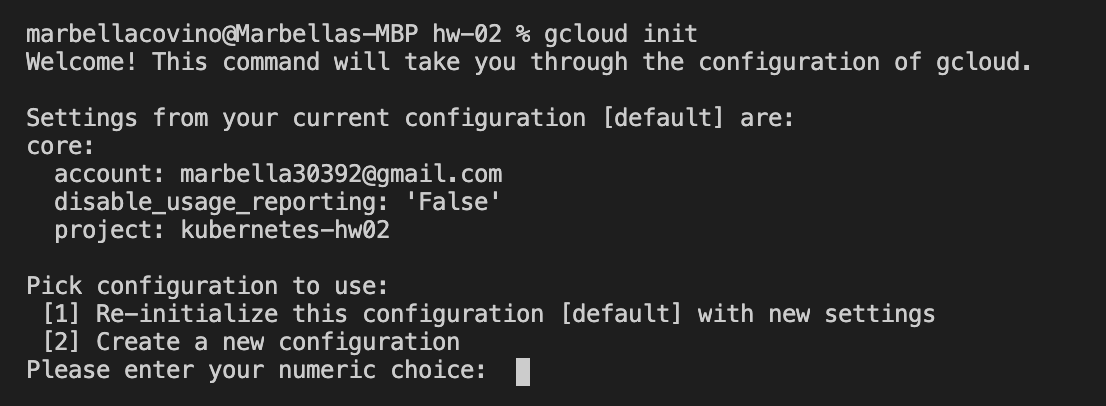 marbellacovino@Marbellas-MBP hw-02 % gcloud init
Welcome! This command will take you through the configuration of gcloud.
Settings from your current configuration [default] are:
core:
  account: marbella30392@gmail.com
  disable_usage_reporting: 'False'
  project: kubernetes-hw02
Pick configuration to use:
 [1] Re-initialize this configuration [default] with new settings
 [2] Create a new configuration
Please enter your numeric choice: